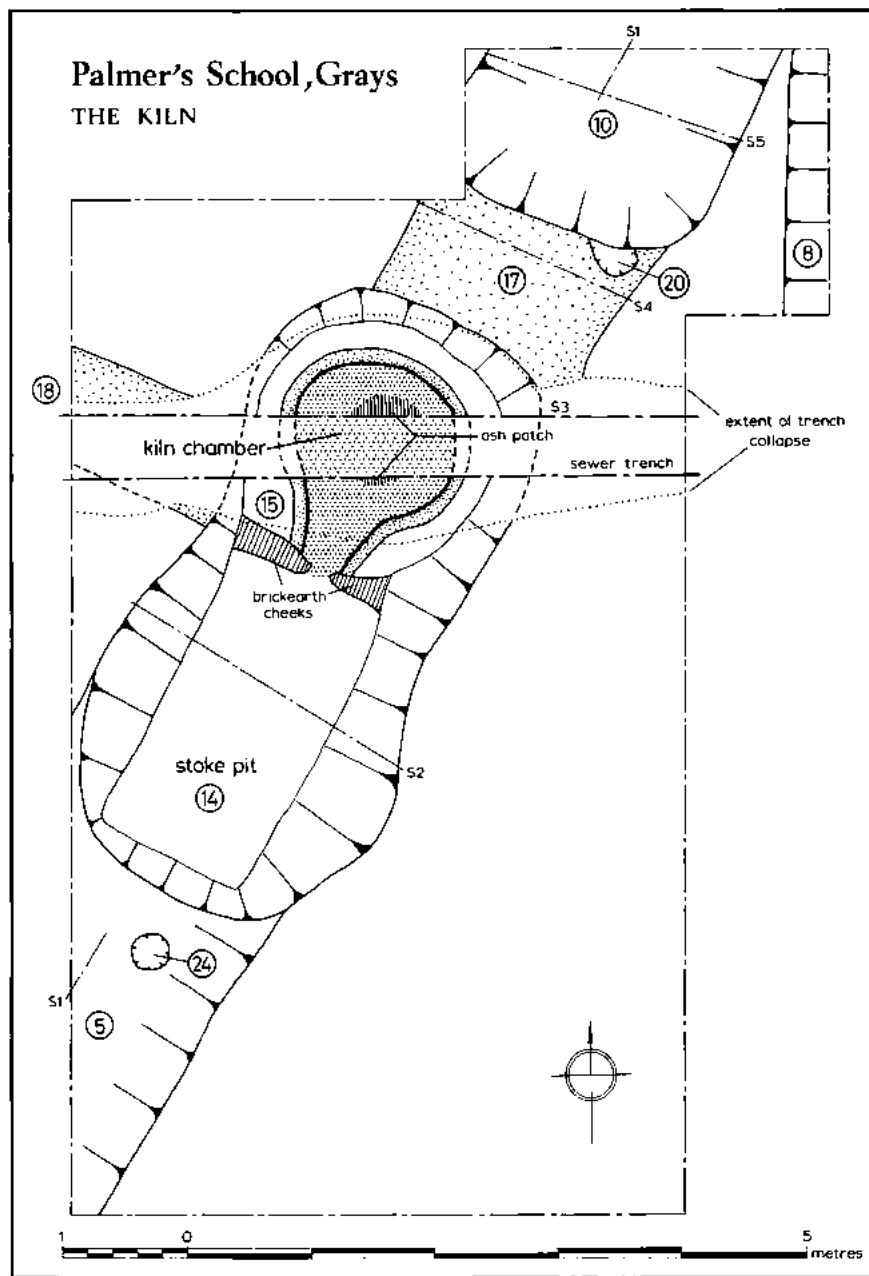 Palmer's School, Grays
THE KILN
S1
10
S5
8
17
20
S4
18
S3
extent of trench
collapse
ash patch
kiln chamber
sewer trench
15
brickearth
cheeks
stoke pit
S2
14
24
S1
5
1 0 5
metres